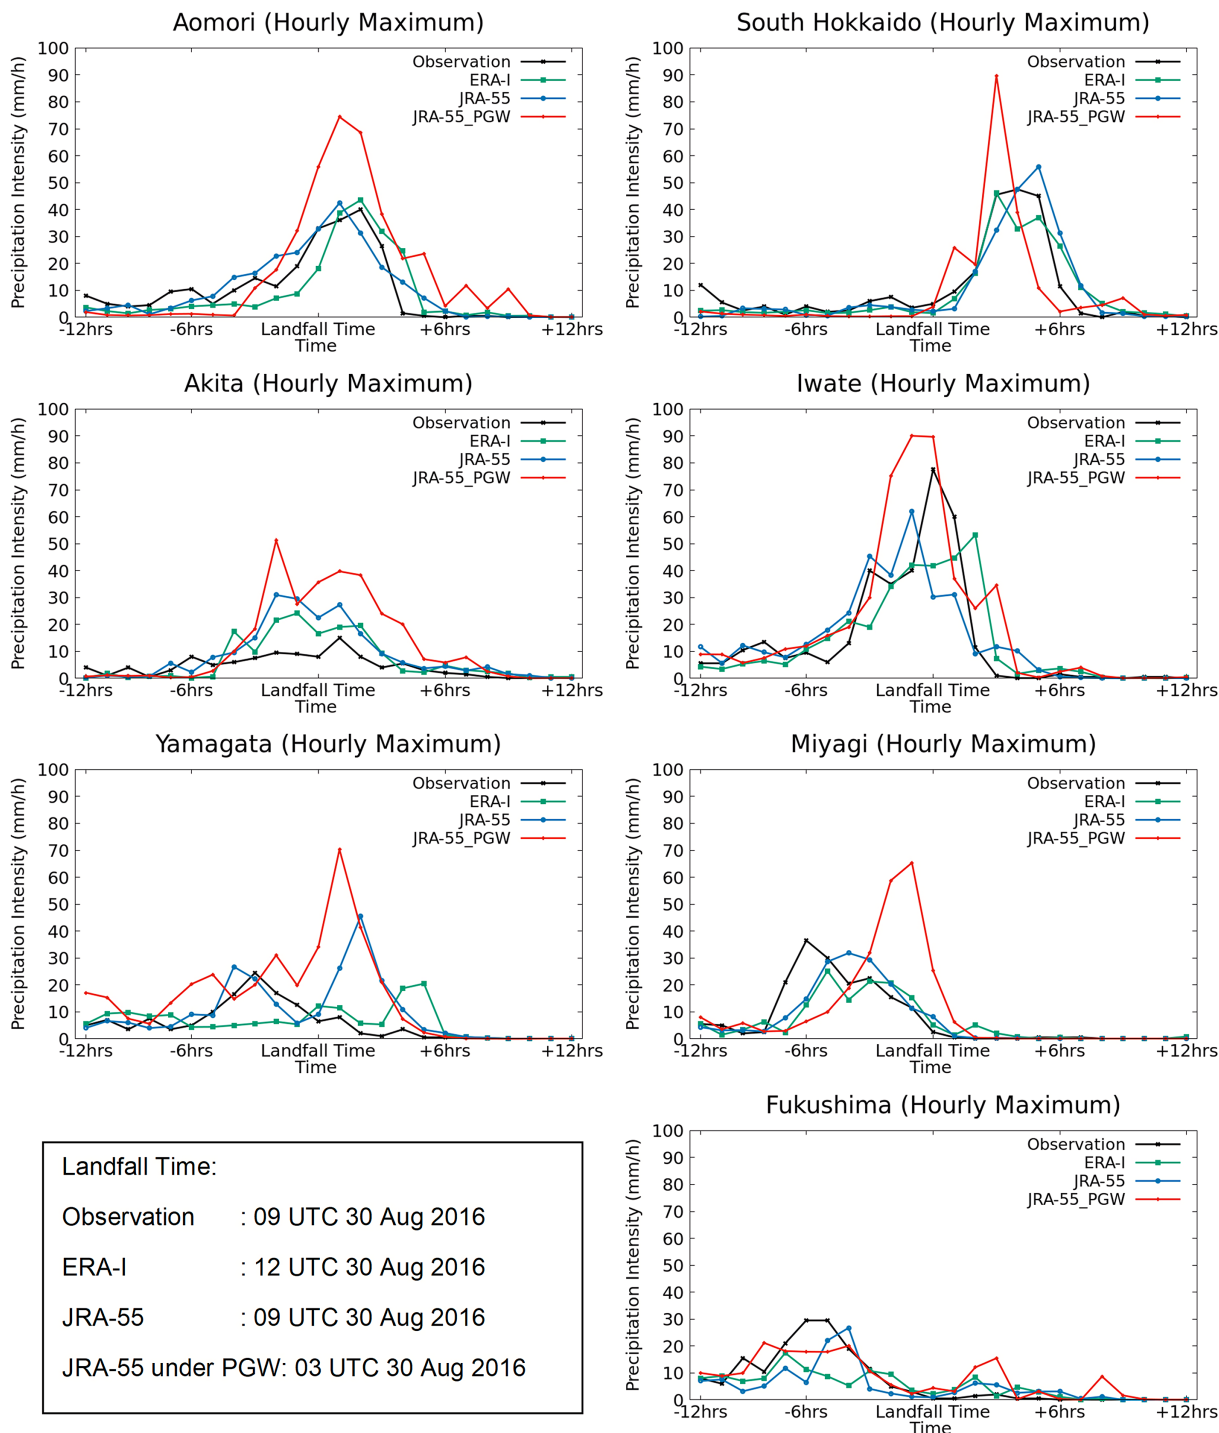 Aomori (Hourly Maximum)
Precipitation Intensity (mm/h)
100
90
80
70
60
50
40
30
20
10
0
Observation
ERA-I
JRA-55
JRA-55_PGW
-12hrs -6hrs Landfall Time +6hrs +12hrs
Time
South Hokkaido (Hourly Maximum)
Precipitation Intensity (mm/h)
100
90
80
70
60
50
40
30
20
10
0
Observation
ERA-I
JRA-55
JRA-55_PGW
-12hrs -6hrs Landfall Time +6hrs +12hrs
Time
Akita (Hourly Maximum)
Precipitation Intensity (mm/h)
100
90
80
70
60
50
40
30
20
10
0
Observation
ERA-I
JRA-55
JRA-55_PGW
-12hrs -6hrs Landfall Time +6hrs +12hrs
Time
Iwate (Hourly Maximum)
Precipitation Intensity (mm/h)
100
90
80
70
60
50
40
30
20
10
0
Observation
ERA-I
JRA-55
JRA-55_PGW
-12hrs -6hrs Landfall Time +6hrs +12hrs
Time
Yamagata (Hourly Maximum)
Precipitation Intensity (mm/h)
100
90
80
70
60
50
40
30
20
10
0
Observation
ERA-I
JRA-55
JRA-55_PGW
-12hrs -6hrs Landfall Time +6hrs +12hrs
Time
Miyagi (Hourly Maximum)
Precipitation Intensity (mm/h)
100
90
80
70
60
50
40
30
20
10
0
Observation
ERA-I
JRA-55
JRA-55_PGW
-12hrs -6hrs Landfall Time +6hrs +12hrs
Time
Landfall Time:
Observation : 09 UTC 30 Aug 2016
ERA-I : 12 UTC 30 Aug 2016
JRA-55 : 09 UTC 30 Aug 2016
JRA-55 under PGW: 03 UTC 30 Aug 2016
Fukushima (Hourly Maximum)
Precipitation Intensity (mm/h)
100
90
80
70
60
50
40
30
20
10
0
Observation
ERA-I
JRA-55
JRA-55_PGW
-12hrs -6hrs Landfall Time +6hrs +12hrs
Time